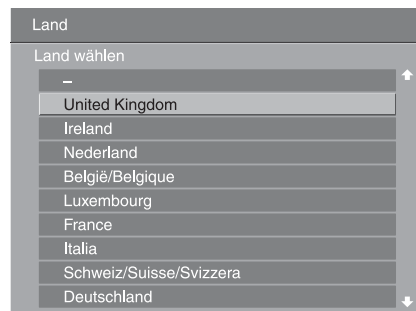 Land
Land wählen
–
United Kingdom
Ireland
Nederland
België/Belgique
Luxembourg
France
Italia
Schweiz/Suisse/Svizzera
Deutschland